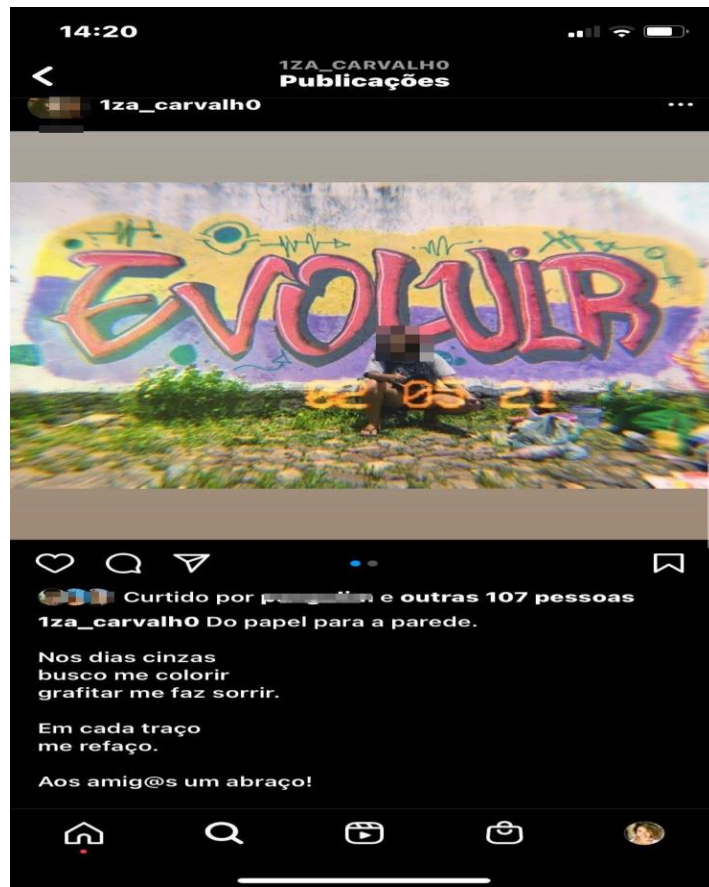 14:20
1ZA_CARVALH0
Publicações
1za_carvalh0
EVOLUIR
02 05 21
Curtido por e outras 107 pessoas
1za_carvalh0 Do papel para a parede.
Nos dias cinzas
busco me colorir
grafitar me faz sorrir.
Em cada traço
me refaço.
Aos amig@s um abraço!